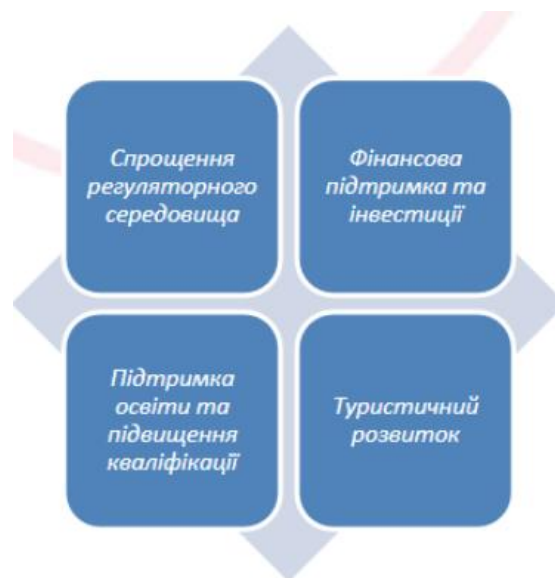 Спрощення
регуляторного
середовища
Фінансова
підтримка та
інвестиції
Підтримка
освіти та
підвищення
кваліфікації
Туристичний
розвиток